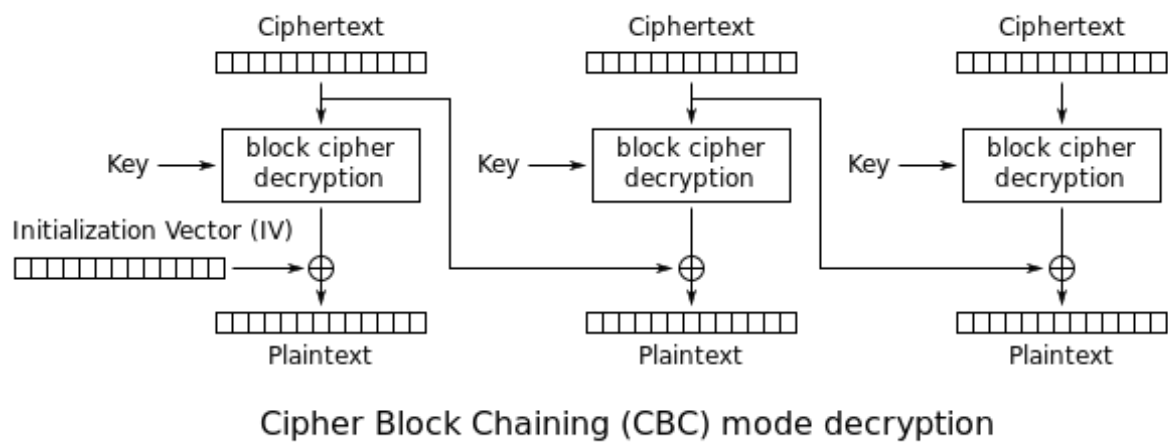 Ciphertext
Ciphertext
Ciphertext
Key
block cipher
decryption
Key
block cipher
decryption
Key
block cipher
decryption
Initialization Vector (IV)
Plaintext
Plaintext
Plaintext
Cipher Block Chaining (CBC) mode decryption